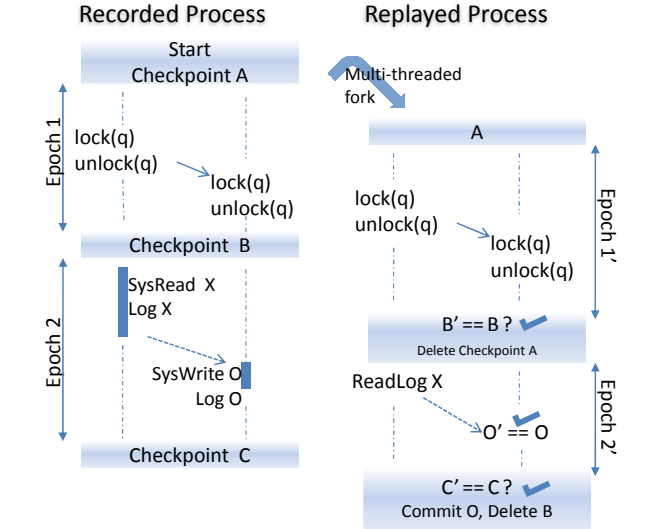 Recorded Process
Start
Checkpoint A
Epoch 1
lock(q)
unlock(q)
lock(q)
unlock(q)
Checkpoint B
Epoch 2
SysRead X
Log X
SysWrite O
Log O
Checkpoint C
Replayed Process
Multi-threaded
fork
A
lock(q)
unlock(q)
lock(q)
unlock(q)
Epoch 1’
B’ == B ?
Delete Checkpoint A
ReadLog X
O’ == O
Epoch 2’
C’ == C ?
Commit O, Delete B